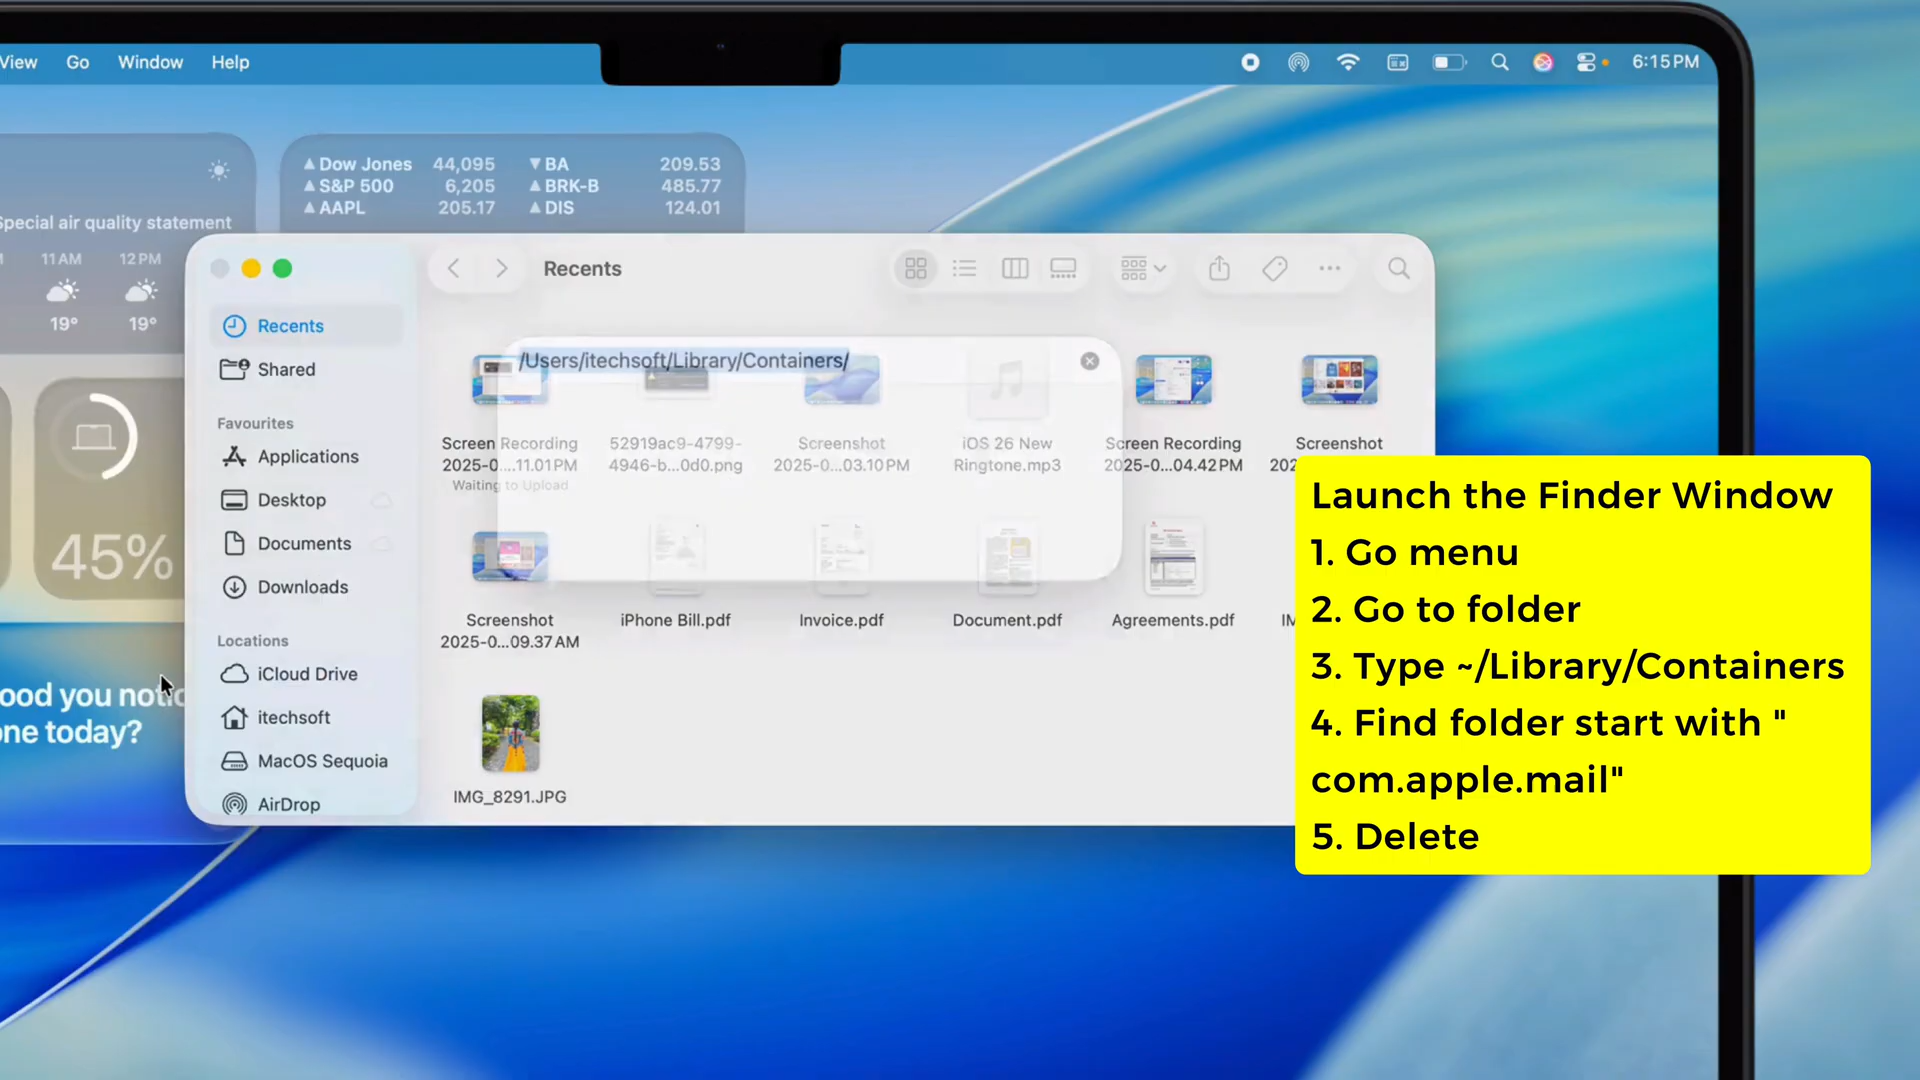 View Go Window Help
6:15 PM
Dow Jones 44,095 BA 209.53
S&P 500 6,205 BRK-B 485.77
AAPL 205.17 DIS 124.01
Special air quality statement
11 AM 12 PM
19° 19°
45%
one today?
Recents
Recents
Shared
Favourites
Applications
Desktop
Documents
Downloads
Locations
iCloud Drive
itechsoft
MacOS Sequoia
AirDrop
/Users/itechsoft/Library/Containers/
Screen Recording
2025-0....11.01 PM
Waiting to Upload
52919ac9-4799-
4946-b...0d0.png
Screenshot
2025-0...03.10 PM
iOS 26 New
Ringtone.mp3
Screen Recording
2025-0...04.42 PM
Screenshot
Screenshot
2025-0...09.37 AM
iPhone Bill.pdf
Invoice.pdf
Document.pdf
Agreements.pdf
IMG_8291.JPG
Launch the Finder Window
1. Go menu
2. Go to folder
3. Type ~/Library/Containers
4. Find folder start with "
com.apple.mail"
5. Delete